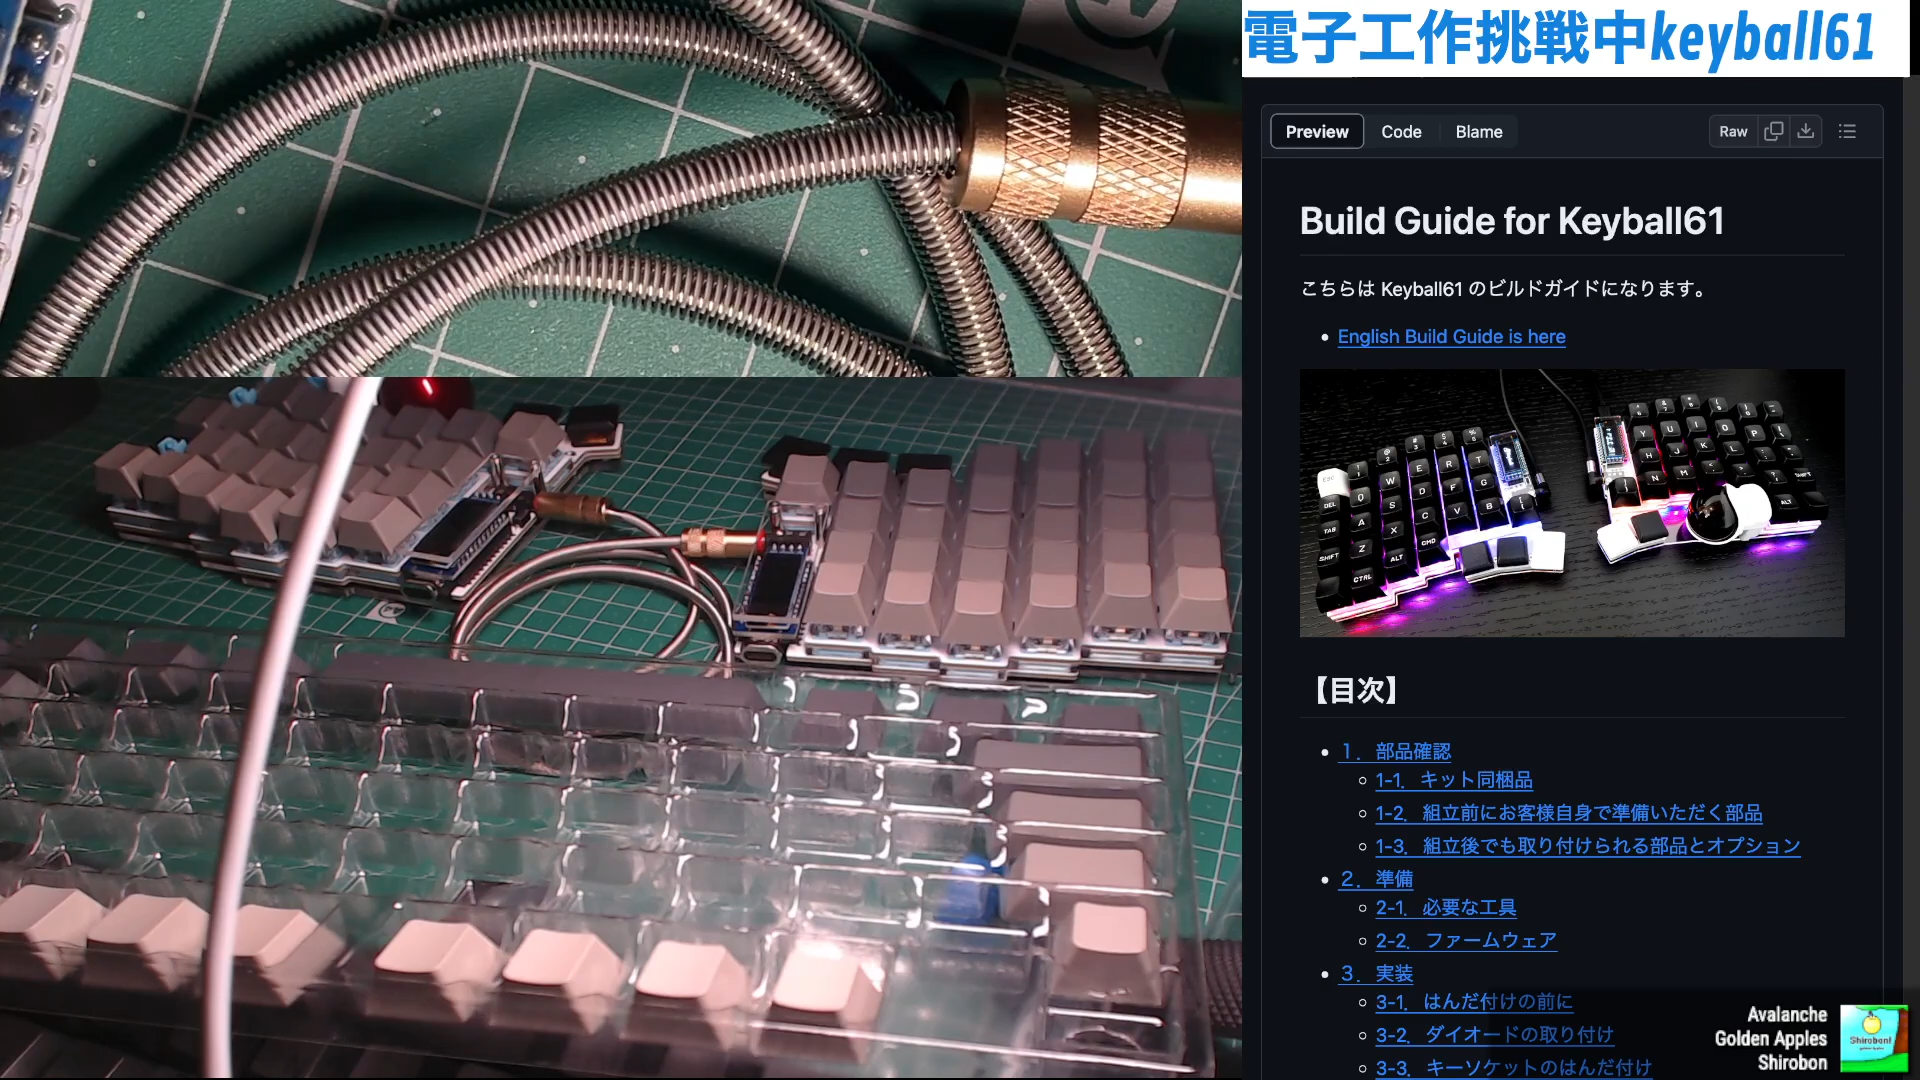 電子工作挑戦中keyball61
Preview
Code
Blame
Raw
Build Guide for Keyball61
こちらは Keyball61 のビルドガイドになります。
English Build Guide is here
【目次】
１． 部品確認
1-1. キット同梱品
1-2. 組立前にお客様自身で準備いただく部品
1-3. 組立後でも取り付けられる部品とオプション
２． 準備
2-1. 必要な工具
2-2. ファームウェア
３． 実装
3-1. はんだ付けの前に
3-2. ダイオードの取り付け
3-3. キーソケットのはんだ付け
Avalanche
Golden Apples
Shirobon
Shirobon!